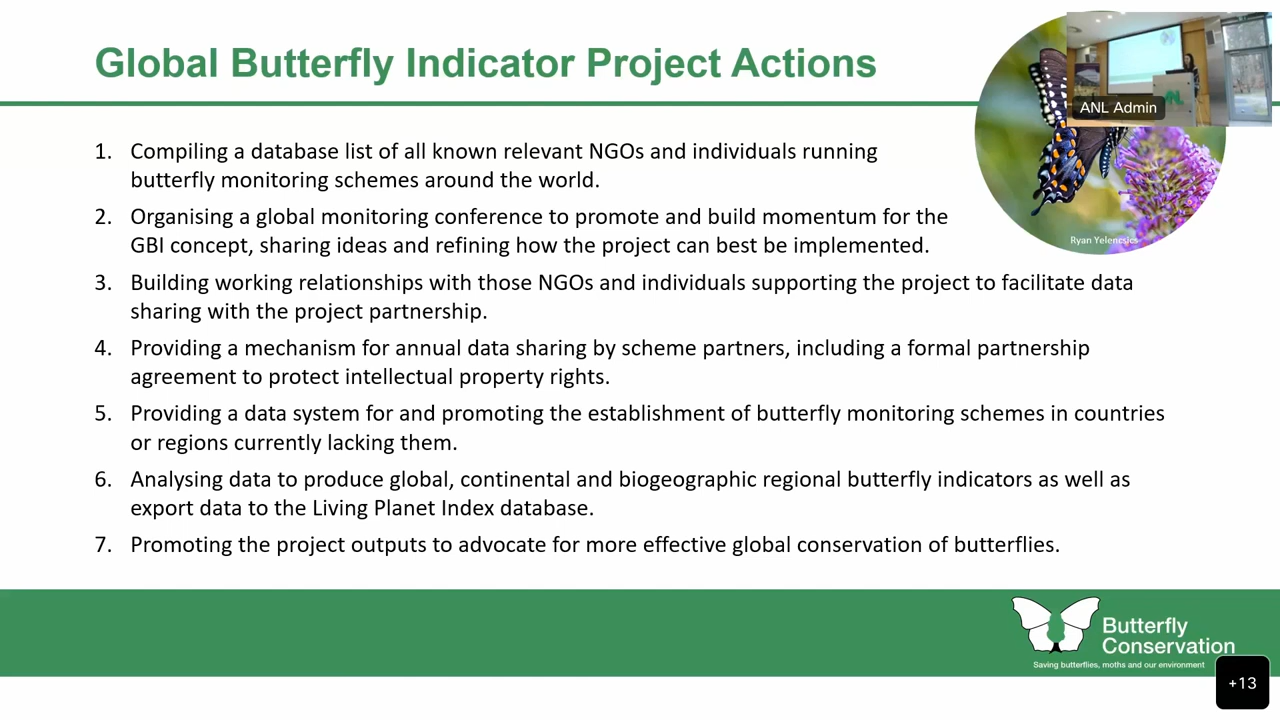 Global Butterfly Indicator Project Actions
ANL Admin
Ryan Yelencsics
1. Compiling a database list of all known relevant NGOs and individuals running
butterfly monitoring schemes around the world.
2. Organising a global monitoring conference to promote and build momentum for the
GBI concept, sharing ideas and refining how the project can best be implemented.
3. Building working relationships with those NGOs and individuals supporting the project to facilitate data
sharing with the project partnership.
4. Providing a mechanism for annual data sharing by scheme partners, including a formal partnership
agreement to protect intellectual property rights.
5. Providing a data system for and promoting the establishment of butterfly monitoring schemes in countries
or regions currently lacking them.
6. Analysing data to produce global, continental and biogeographic regional butterfly indicators as well as
export data to the Living Planet Index database.
7. Promoting the project outputs to advocate for more effective global conservation of butterflies.
Butterfly
Conservation
Saving butterflies, moths and our environment
+13